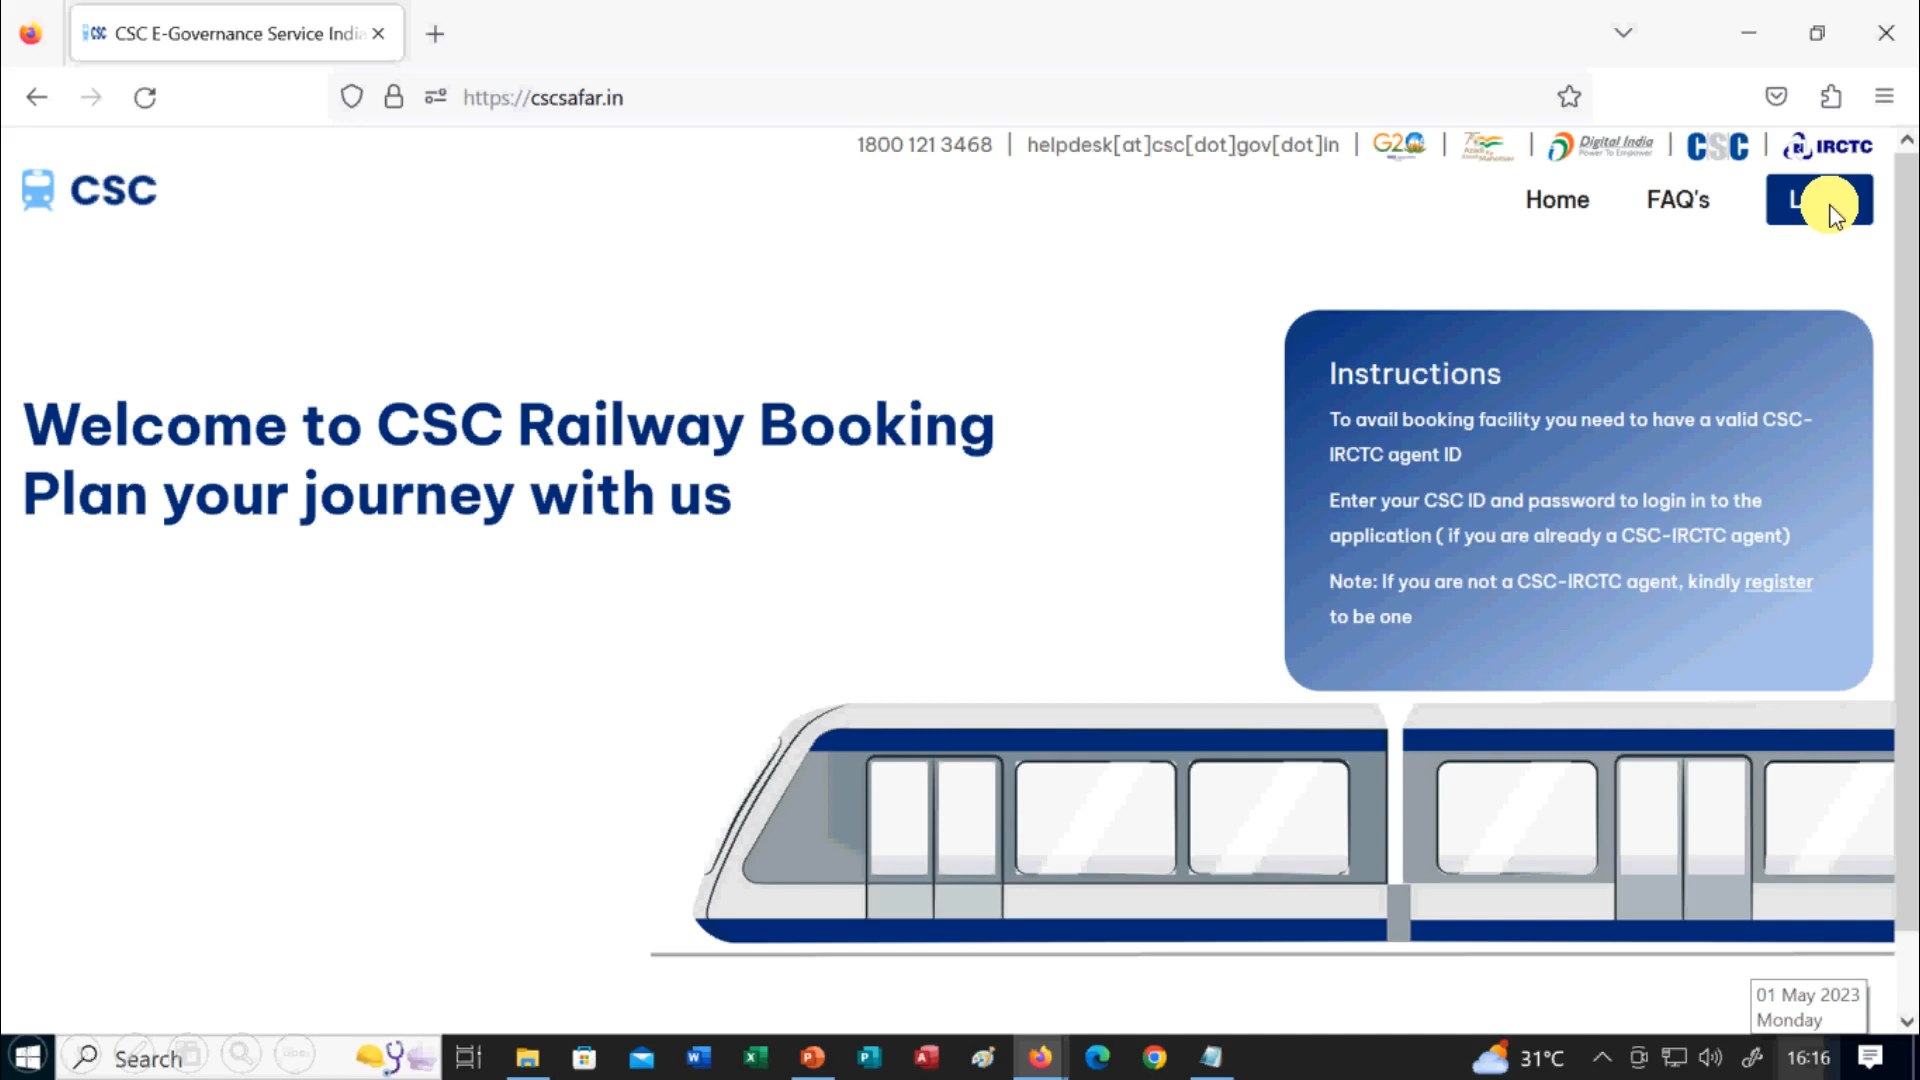 CSC E-Governance Service India
https://cscsafar.in
1800 121 3468 | helpdesk[at]csc[dot]gov[dot]in | G20 | | Digital India | CSC | IRCTC
Power To Empower
CSC
Home FAQ's
Instructions
To avail booking facility you need to have a valid CSC-
IRCTC agent ID
Enter your CSC ID and password to login in to the
application ( if you are already a CSC-IRCTC agent)
Note: If you are not a CSC-IRCTC agent, kindly register
to be one
Welcome to CSC Railway Booking
Plan your journey with us
01 May 2023
Monday
Search
31°C
16:16